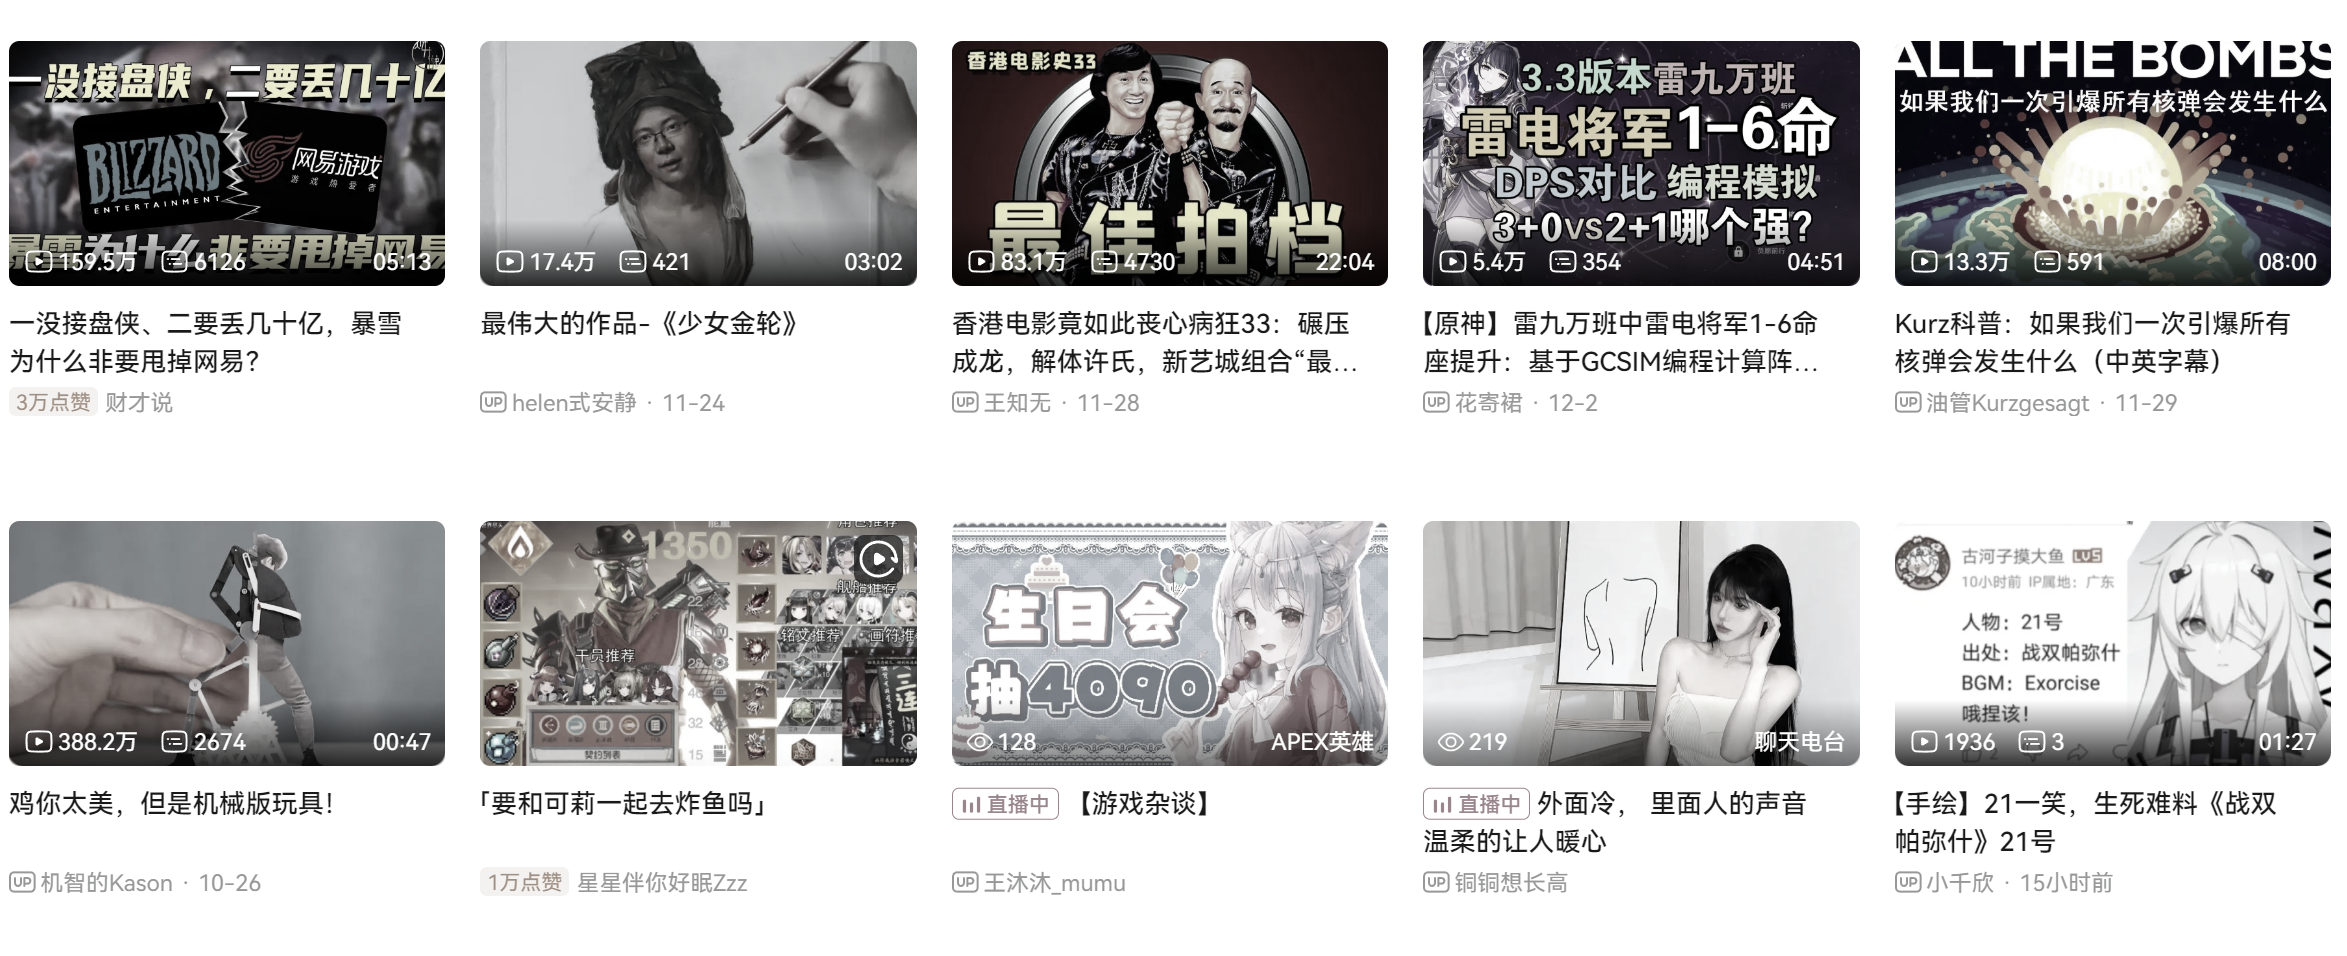 一没接盘侠，二要丢几十亿
BLIZZARD
ENTERTAINMENT
网易游戏
游戏热爱者
暴雪为什么非要甩掉网易
159.5万 6126 05:13
一没接盘侠、二要丢几十亿，暴雪
为什么非要甩掉网易？
3万点赞 财才说
17.4万 421 03:02
最伟大的作品-《少女金轮》
UP helen式安静 · 11-24
香港电影史33
最佳拍档
83.1万 4730 22:04
香港电影竟如此丧心病狂33：碾压
成龙，解体许氏，新艺城组合“最…
UP 王知无 · 11-28
3.3版本雷九万班
雷电将军1-6命
DPS对比 编程模拟
3+0vs2+1哪个强？
5.4万 354 04:51
【原神】雷九万班中雷电将军1-6命
座提升：基于GCSIM编程计算阵…
UP 花寄裙 · 12-2
ALL THE BOMBS
如果我们一次引爆所有核弹会发生什么
13.3万 591 08:00
Kurz科普：如果我们一次引爆所有
核弹会发生什么（中英字幕）
UP 油管Kurzgesagt · 11-29
388.2万 2674 00:47
鸡你太美，但是机械版玩具！
UP 机智的Kason · 10-26
能量
1350
角色推荐
舰船推荐
22
铭文推荐 ·画符推
干员推荐
28
46
32
15
契约列表
三连
「要和可莉一起去炸鱼吗」
1万点赞 星星伴你好眠Zzz
生日会
抽4090
128 APEX英雄
直播中 【游戏杂谈】
UP 王沐沐_mumu
219 聊天电台
直播中 外面冷， 里面人的声音
温柔的让人暖心
UP 铜铜想长高
古河子摸大鱼 LV5
10小时前 IP属地：广东
人物：21号
出处：战双帕弥什
BGM：Exorcise
哦捏该！
1936 3 01:27
【手绘】21一笑，生死难料《战双
帕弥什》21号
UP 小千欣 · 15小时前